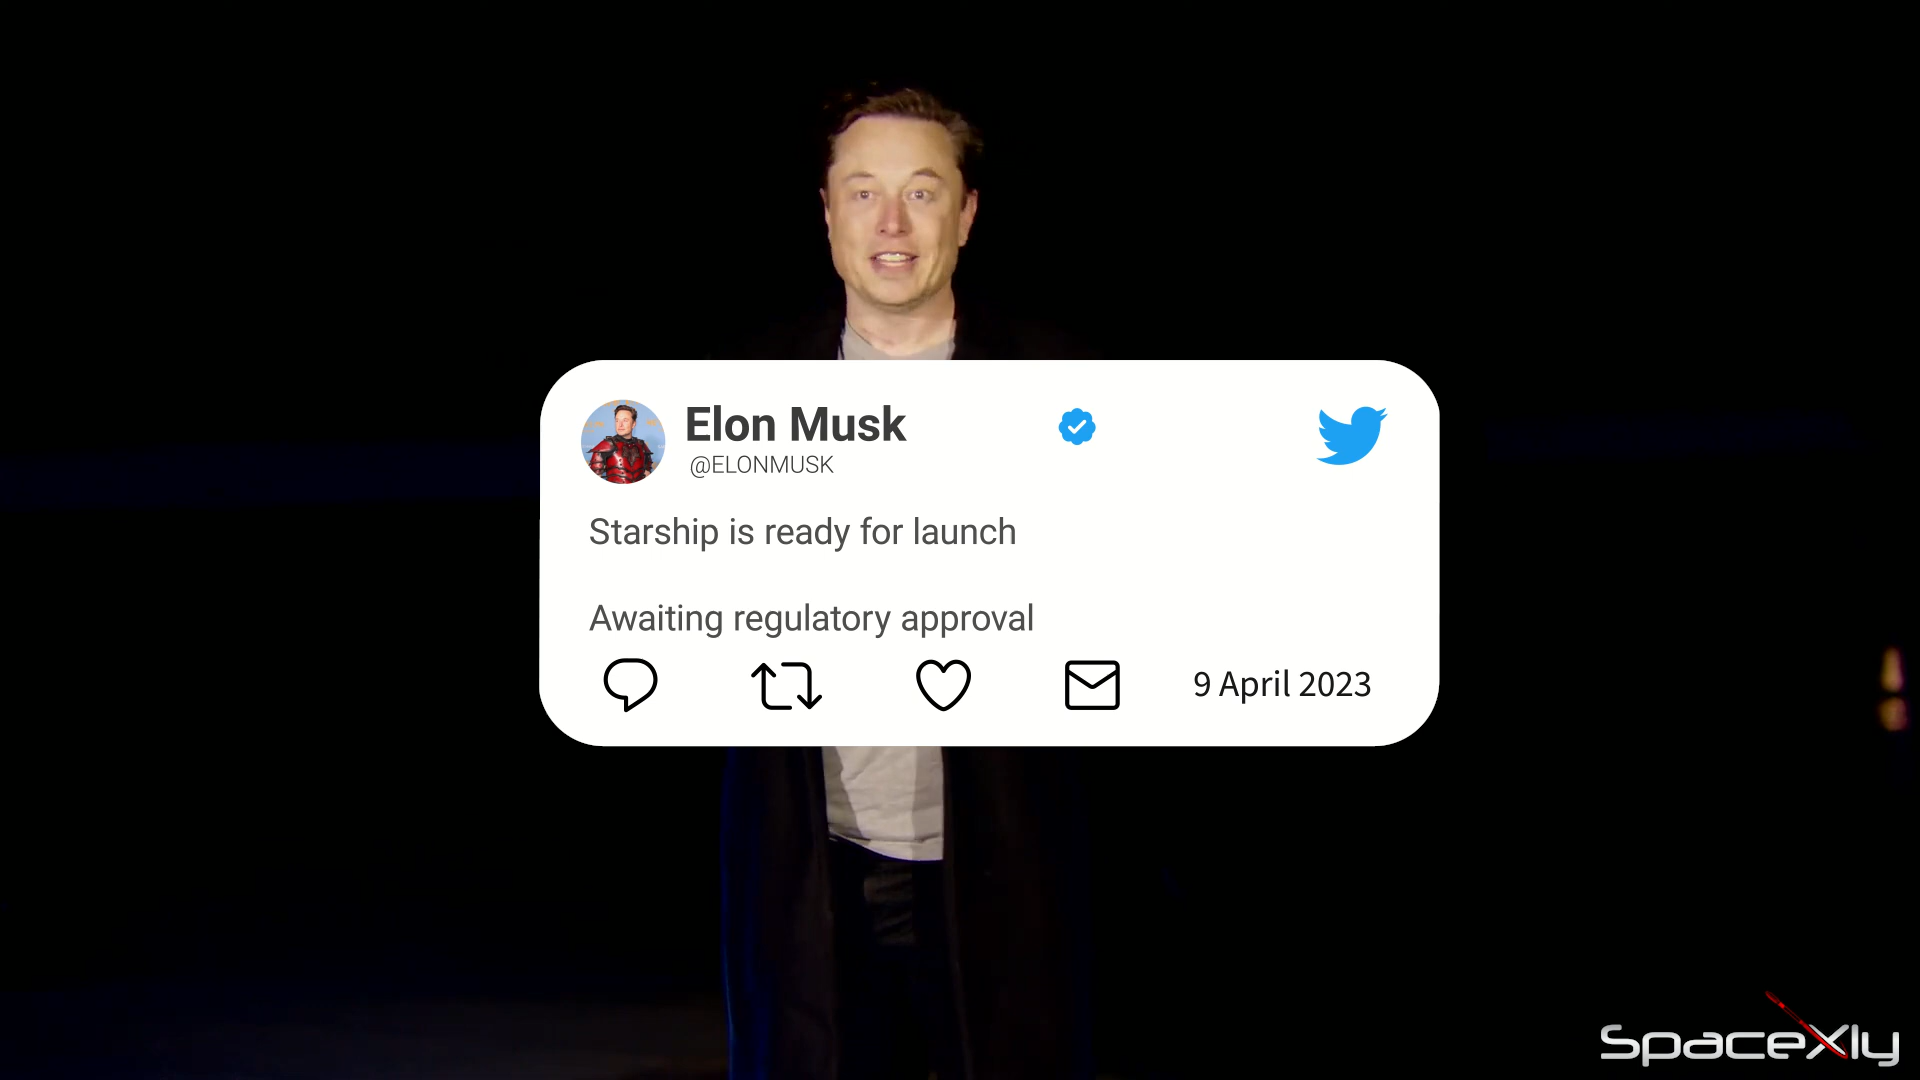 Elon Musk
@ELONMUSK
Starship is ready for launch
Awaiting regulatory approval
9 April 2023
SpaceXly